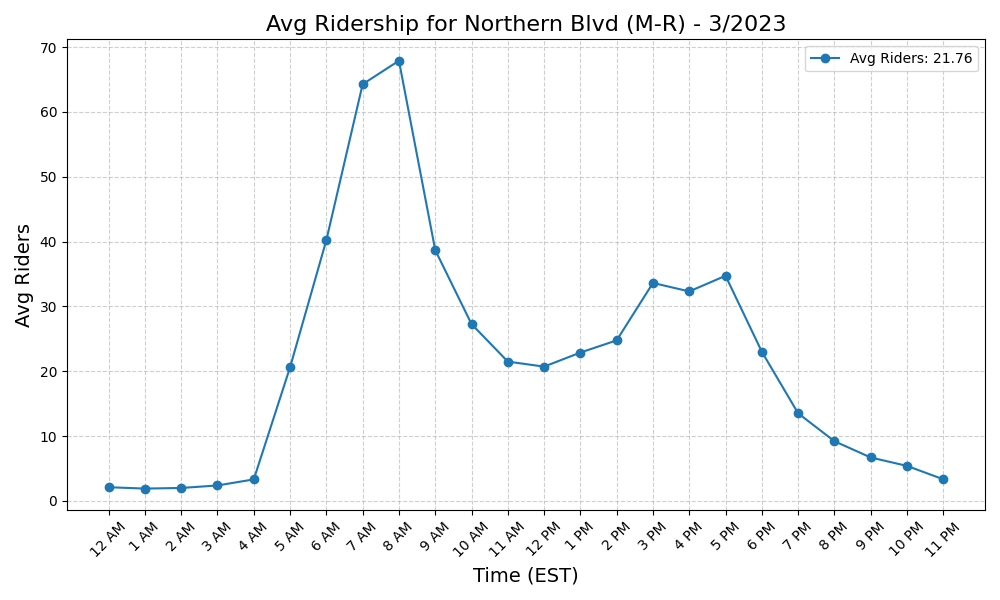 Avg Ridership for Northern Blvd (M-R) - 3/2023
Avg Riders: 21.76
Avg Riders
70
60
50
40
30
20
10
0
12 AM
1 AM
2 AM
3 AM
4 AM
5 AM
6 AM
7 AM
8 AM
9 AM
10 AM
11 AM
12 PM
1 PM
2 PM
3 PM
4 PM
5 PM
6 PM
7 PM
8 PM
9 PM
10 PM
11 PM
Time (EST)